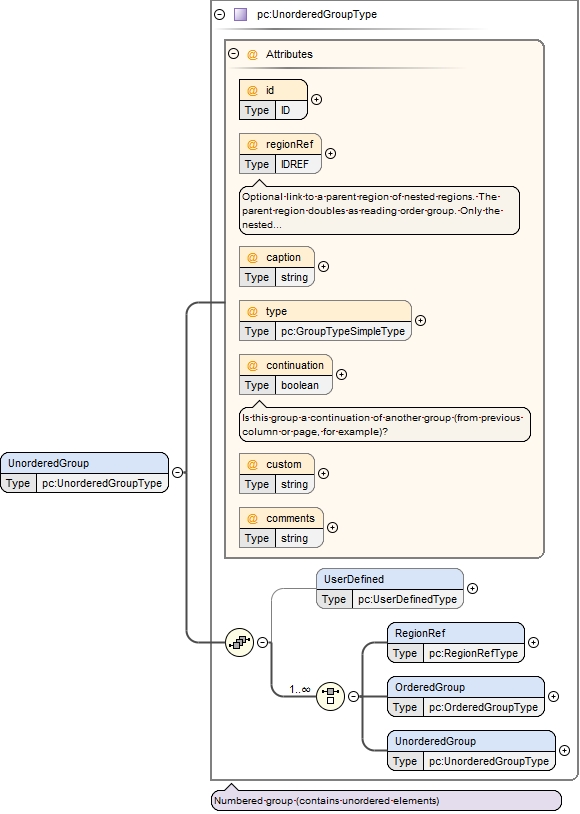 pc:UnorderedGroupType
@ Attributes
@ id
Type ID
@ regionRef
Type IDREF
Optional link to a parent region of nested regions. The
parent region doubles as reading order group. Only the
nested...
@ caption
Type string
@ type
Type pc:GroupTypeSimpleType
@ continuation
Type boolean
Is this group a continuation of another group (from previous
column or page, for example)?
UnorderedGroup
Type pc:UnorderedGroupType
@ custom
Type string
@ comments
Type string
UserDefined
Type pc:UserDefinedType
1..∞
RegionRef
Type pc:RegionRefType
OrderedGroup
Type pc:OrderedGroupType
UnorderedGroup
Type pc:UnorderedGroupType
Numbered group (contains unordered elements)